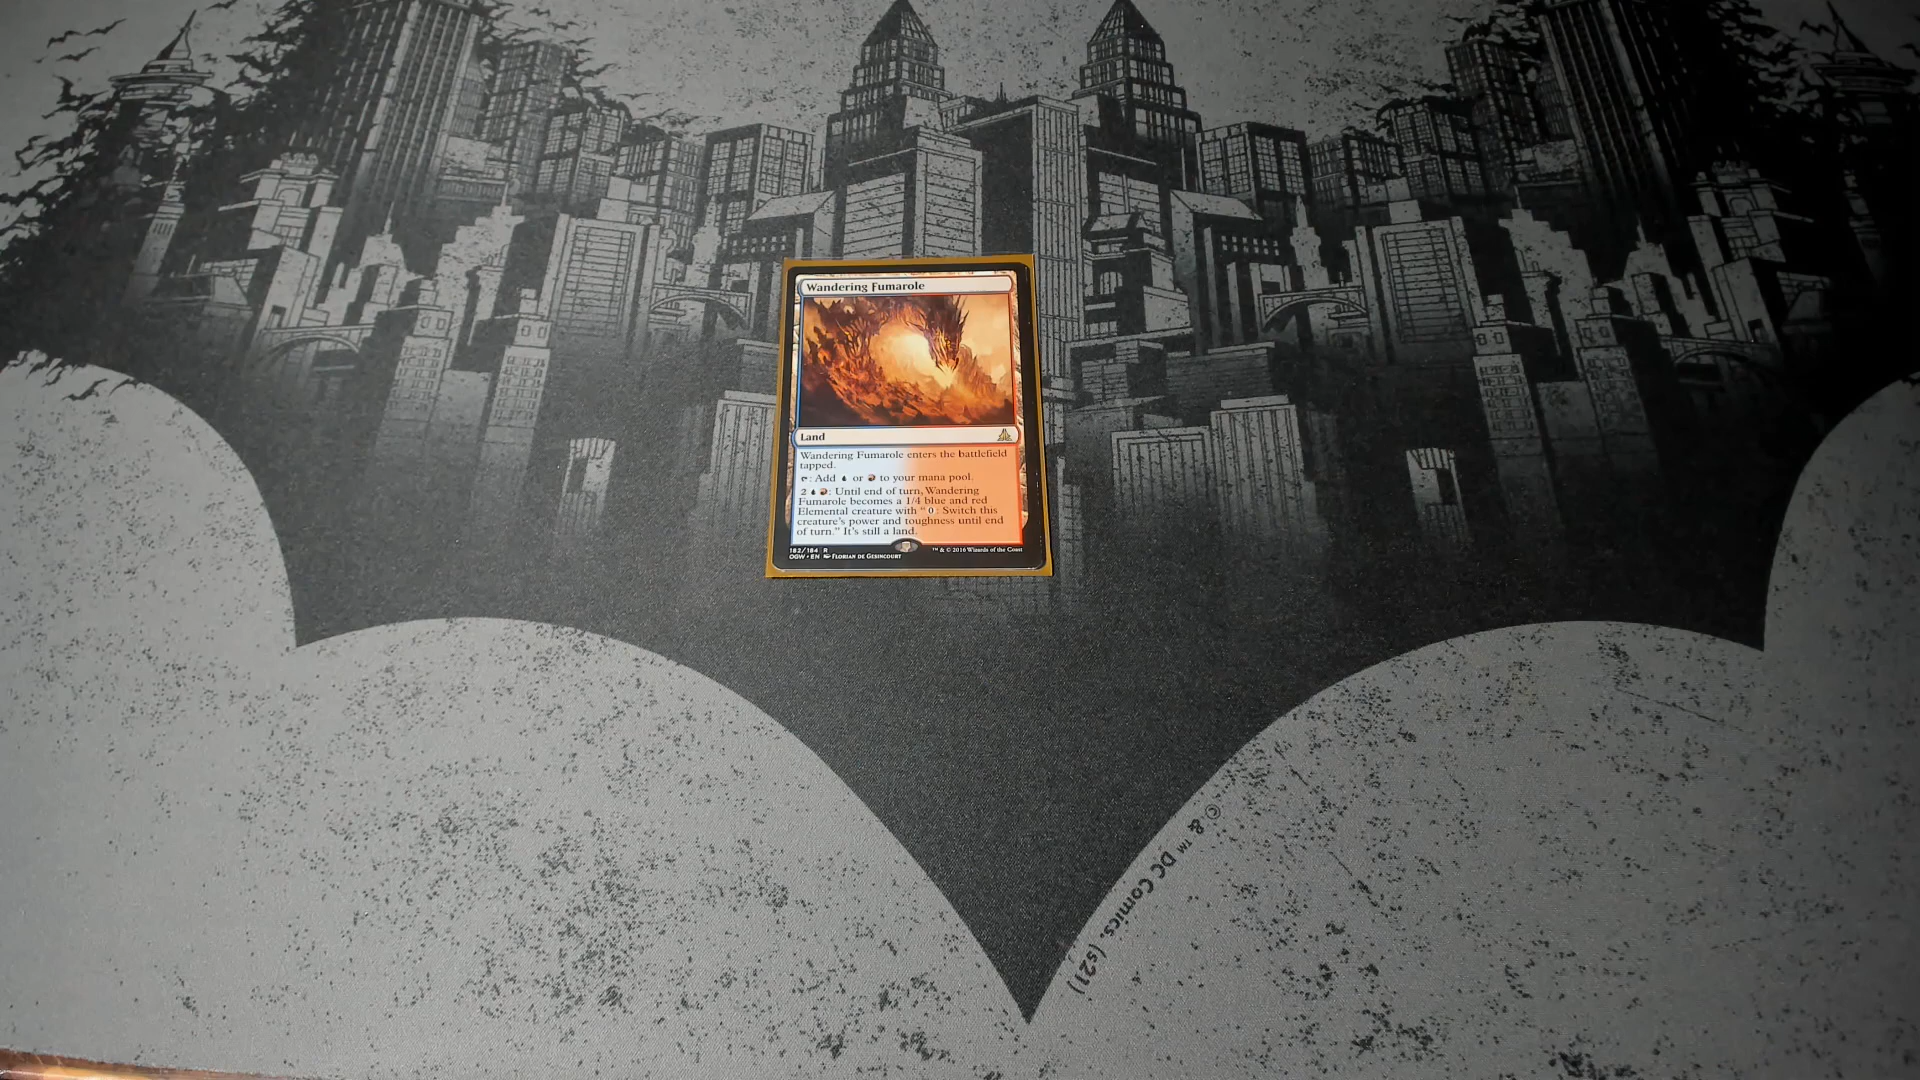 Wandering Fumarole
Land
Wandering Fumarole enters the battlefield
tapped.
: Add or to your mana pool.
2 : Until end of turn, Wandering
Fumarole becomes a 1/4 blue and red
Elemental creature with "0: Switch this
creature's power and toughness until end
of turn." It's still a land.
182/184 R
OGW • EN FLORIAN DE GESINCOURT
™ & © 2016 Wizards of the Coast
© & ™ DC Comics. (s21)